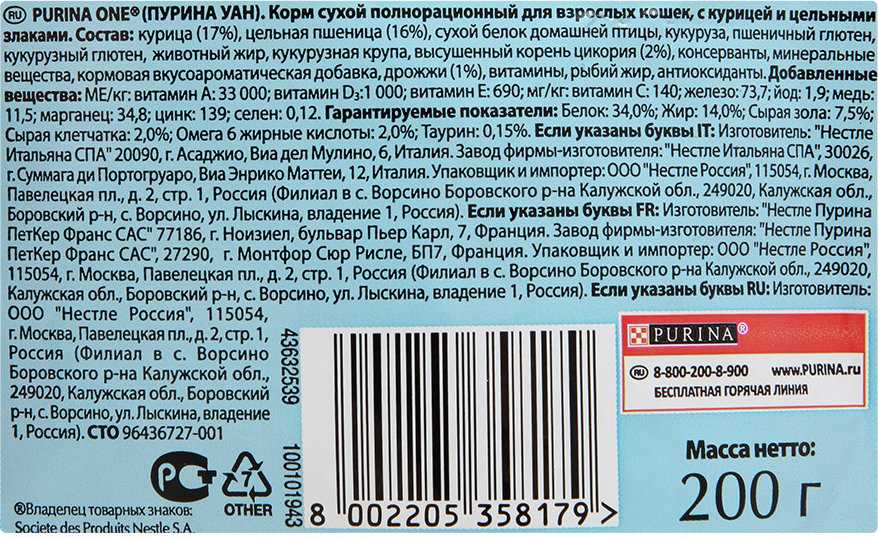 RU PURINA ONE® (ПУРИНА УАН). Корм сухой полнорационный для взрослых кошек, с курицей и цельными
злаками. Состав: курица (17%), цельная пшеница (16%), сухой белок домашней птицы, кукуруза, пшеничный глютен,
кукурузный глютен, животный жир, кукурузная крупа, высушенный корень цикория (2%), консерванты, минеральные
вещества, кормовая вкусоароматическая добавка, дрожжи (1%), витамины, рыбий жир, антиоксиданты. Добавленные
вещества: МЕ/кг: витамин А: 33 000; витамин D₃:1 000; витамин Е: 690; мг/кг: витамин С: 140; железо: 73,7; йод: 1,9; медь:
11,5; марганец: 34,8; цинк: 139; селен: 0,12. Гарантируемые показатели: Белок: 34,0%; Жир: 14,0%; Сырая зола: 7,5%;
Сырая клетчатка: 2,0%; Омега 6 жирные кислоты: 2,0%; Таурин: 0,15%. Если указаны буквы IT: Изготовитель: "Нестле
Итальяна СПА" 20090, г. Асаджио, Виа дел Мулино, 6, Италия. Завод фирмы-изготовителя: "Нестле Итальяна СПА", 30026,
г. Суммага ди Портогруаро, Виа Энрико Маттеи, 12, Италия. Упаковщик и импортер: ООО "Нестле Россия", 115054, г. Москва,
Павелецкая пл., д. 2, стр. 1, Россия (Филиал в с. Ворсино Боровского р-на Калужской обл., 249020, Калужская обл.,
Боровский р-н, с. Ворсино, ул. Лыскина, владение 1, Россия). Если указаны буквы FR: Изготовитель: "Нестле Пурина
ПетКер Франс САС" 77186, г. Ноизиел, бульвар Пьер Карл, 7, Франция. Завод фирмы-изготовителя: "Нестле Пурина
ПетКер Франс САС", 27290, г. Монтфор Сюр Рисле, БП7, Франция. Упаковщик и импортер: ООО "Нестле Россия",
115054, г. Москва, Павелецкая пл., д. 2, стр. 1, Россия (Филиал в с. Ворсино Боровского р-на Калужской обл., 249020,
Калужская обл., Боровский р-н, с. Ворсино, ул. Лыскина, владение 1, Россия). Если указаны буквы RU: Изготовитель:
ООО "Нестле Россия", 115054,
г. Москва, Павелецкая пл., д. 2, стр. 1,
Россия (Филиал в с. Ворсино
Боровского р-на Калужской обл.,
249020, Калужская обл., Боровский
р-н, с. Ворсино, ул. Лыскина, владение
1, Россия). СТО 96436727-001
РСТ
7
OTHER
®Владелец товарных знаков:
Societe des Produits Nestle S.A.
43632539
100101943
8 002205 358179 >
PURINA®
RU 8-800-200-8-900 www.PURINA.ru
БЕСПЛАТНАЯ ГОРЯЧАЯ ЛИНИЯ
Масса нетто:
200 г